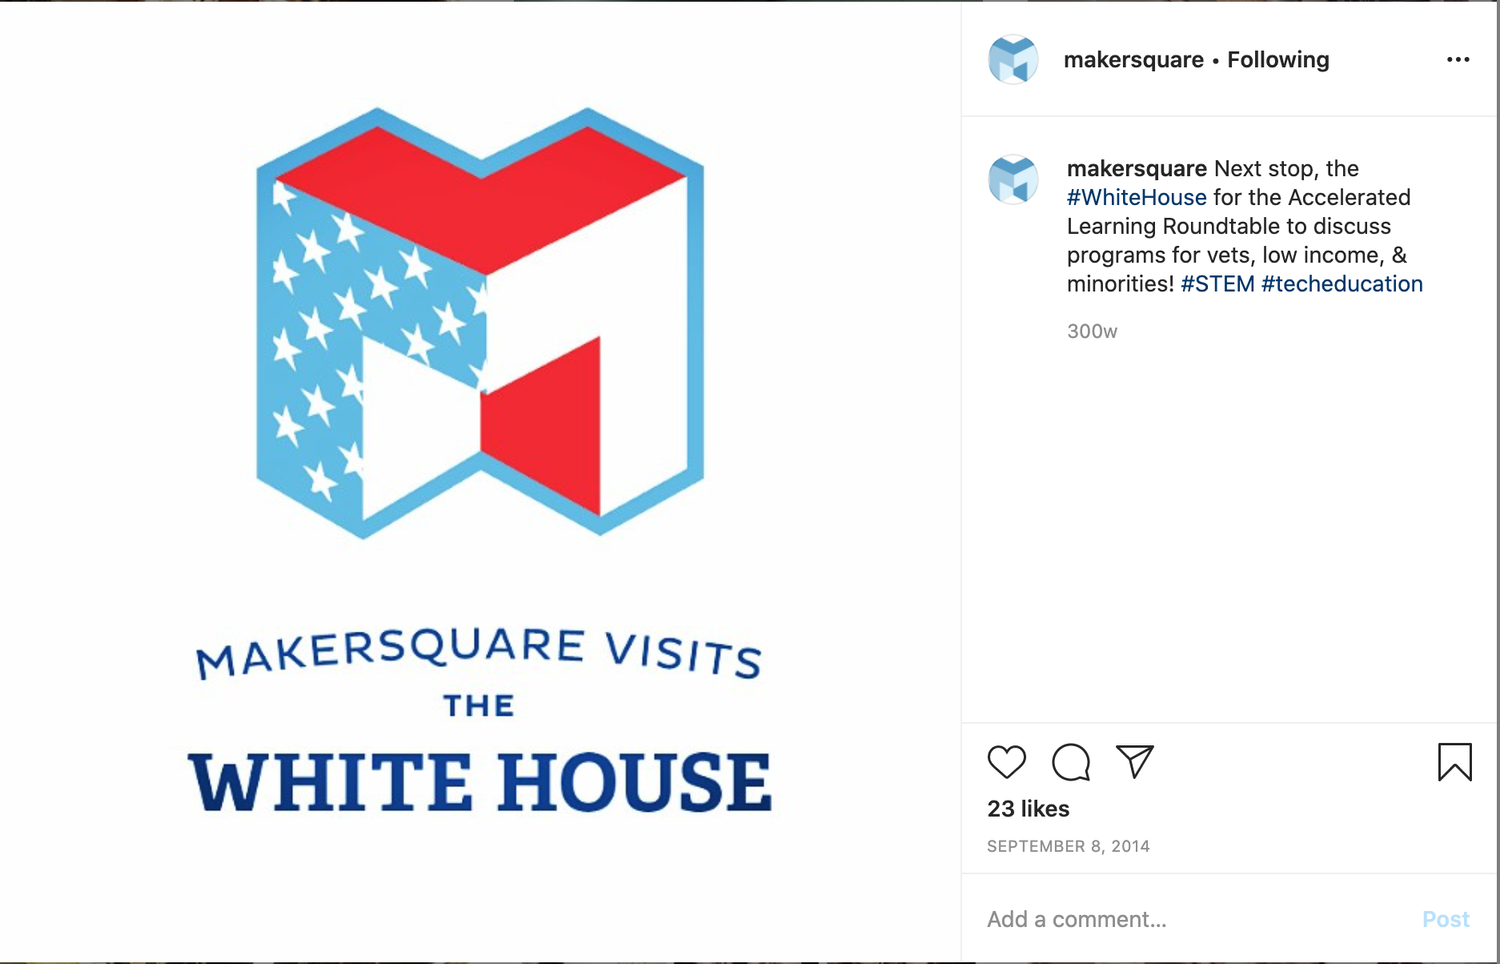 MAKERSQUARE VISITS
THE
WHITE HOUSE
makersquare • Following
makersquare Next stop, the
#WhiteHouse for the Accelerated
Learning Roundtable to discuss
programs for vets, low income, &
minorities! #STEM #techeducation
300w
23 likes
SEPTEMBER 8, 2014
Add a comment...
Post